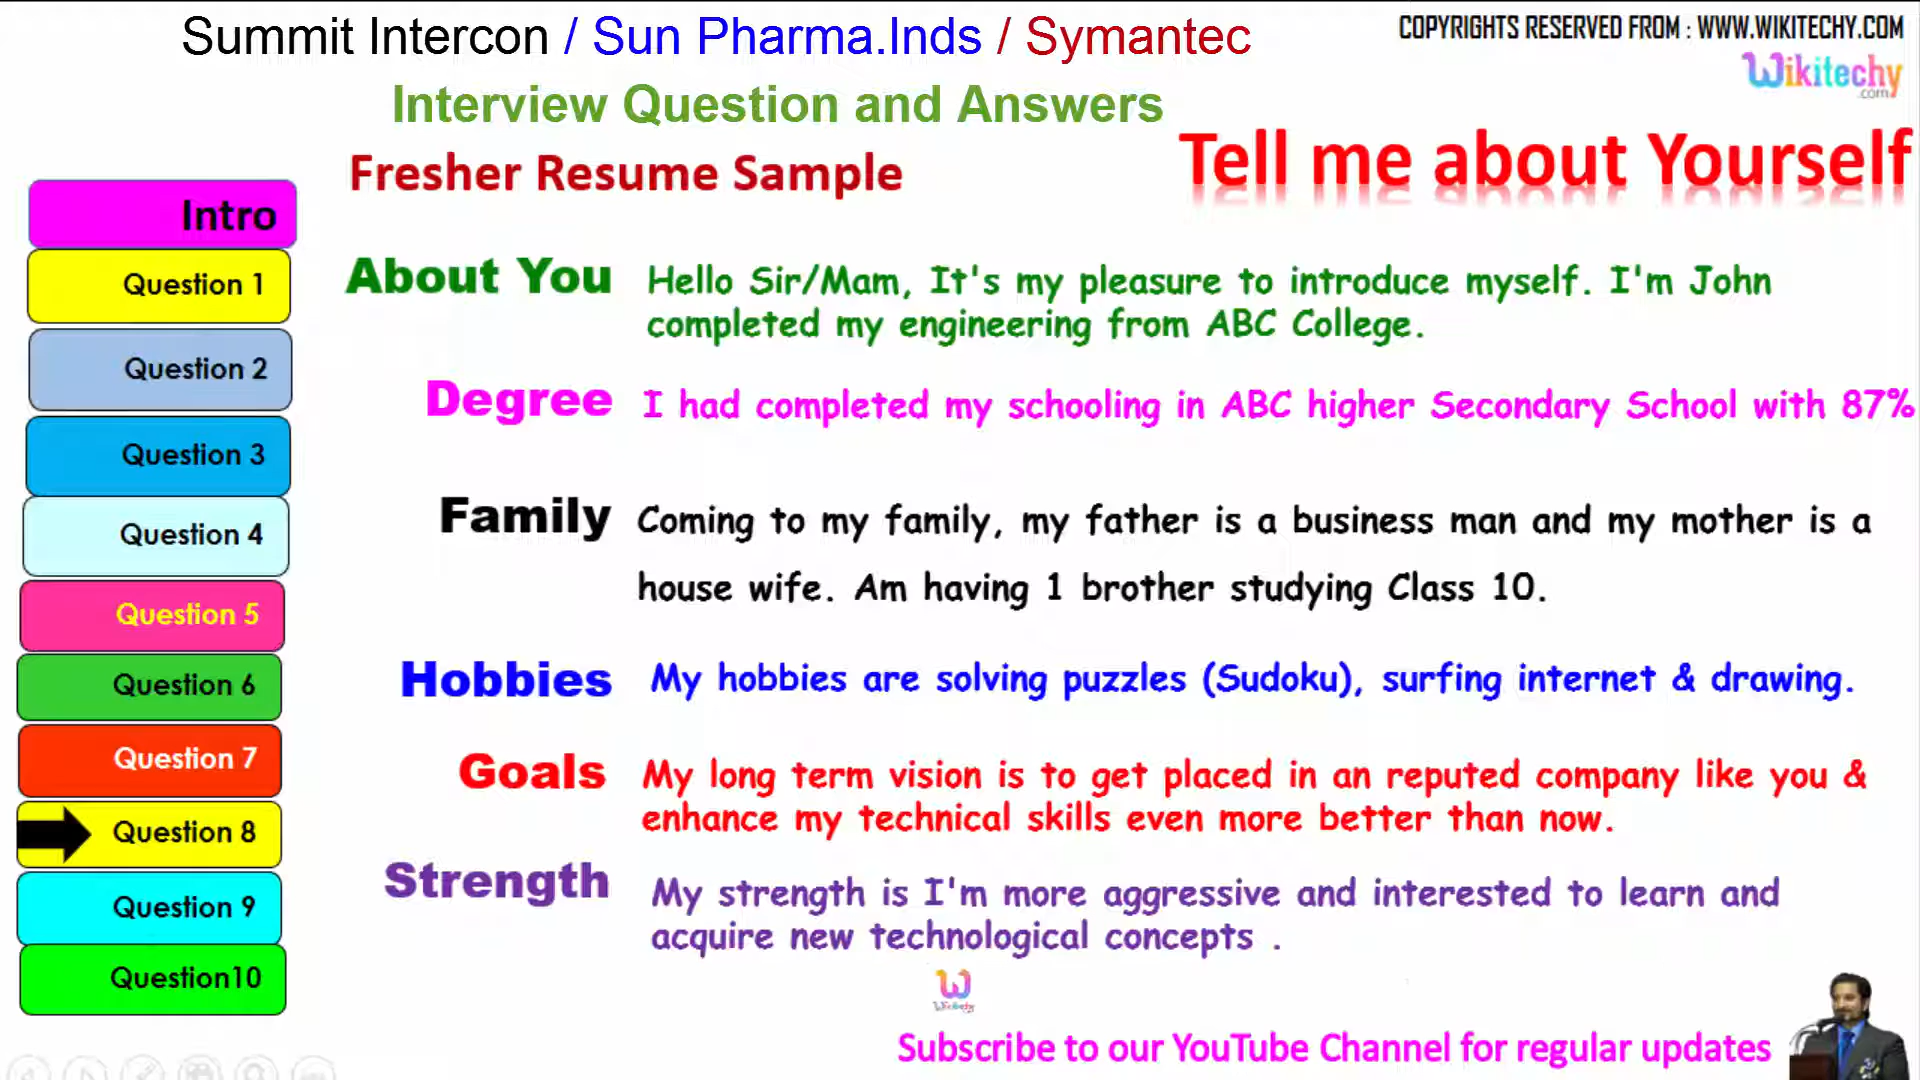 Summit Intercon / Sun Pharma.Inds / Symantec
COPYRIGHTS RESERVED FROM : WWW.WIKITECHY.COM
Wikitechy
.com
Interview Question and Answers
Fresher Resume Sample
Tell me about Yourself
Intro
Question 1
Question 2
Question 3
Question 4
Question 5
Question 6
Question 7
Question 8
Question 9
Question10
About You
Hello Sir/Mam, It's my pleasure to introduce myself. I'm John
completed my engineering from ABC College.
Degree
I had completed my schooling in ABC higher Secondary School with 87%
Family
Coming to my family, my father is a business man and my mother is a
house wife. Am having 1 brother studying Class 10.
Hobbies
My hobbies are solving puzzles (Sudoku), surfing internet & drawing.
Goals
My long term vision is to get placed in an reputed company like you &
enhance my technical skills even more better than now.
Strength
My strength is I'm more aggressive and interested to learn and
acquire new technological concepts .
Wikitechy
Subscribe to our YouTube Channel for regular updates